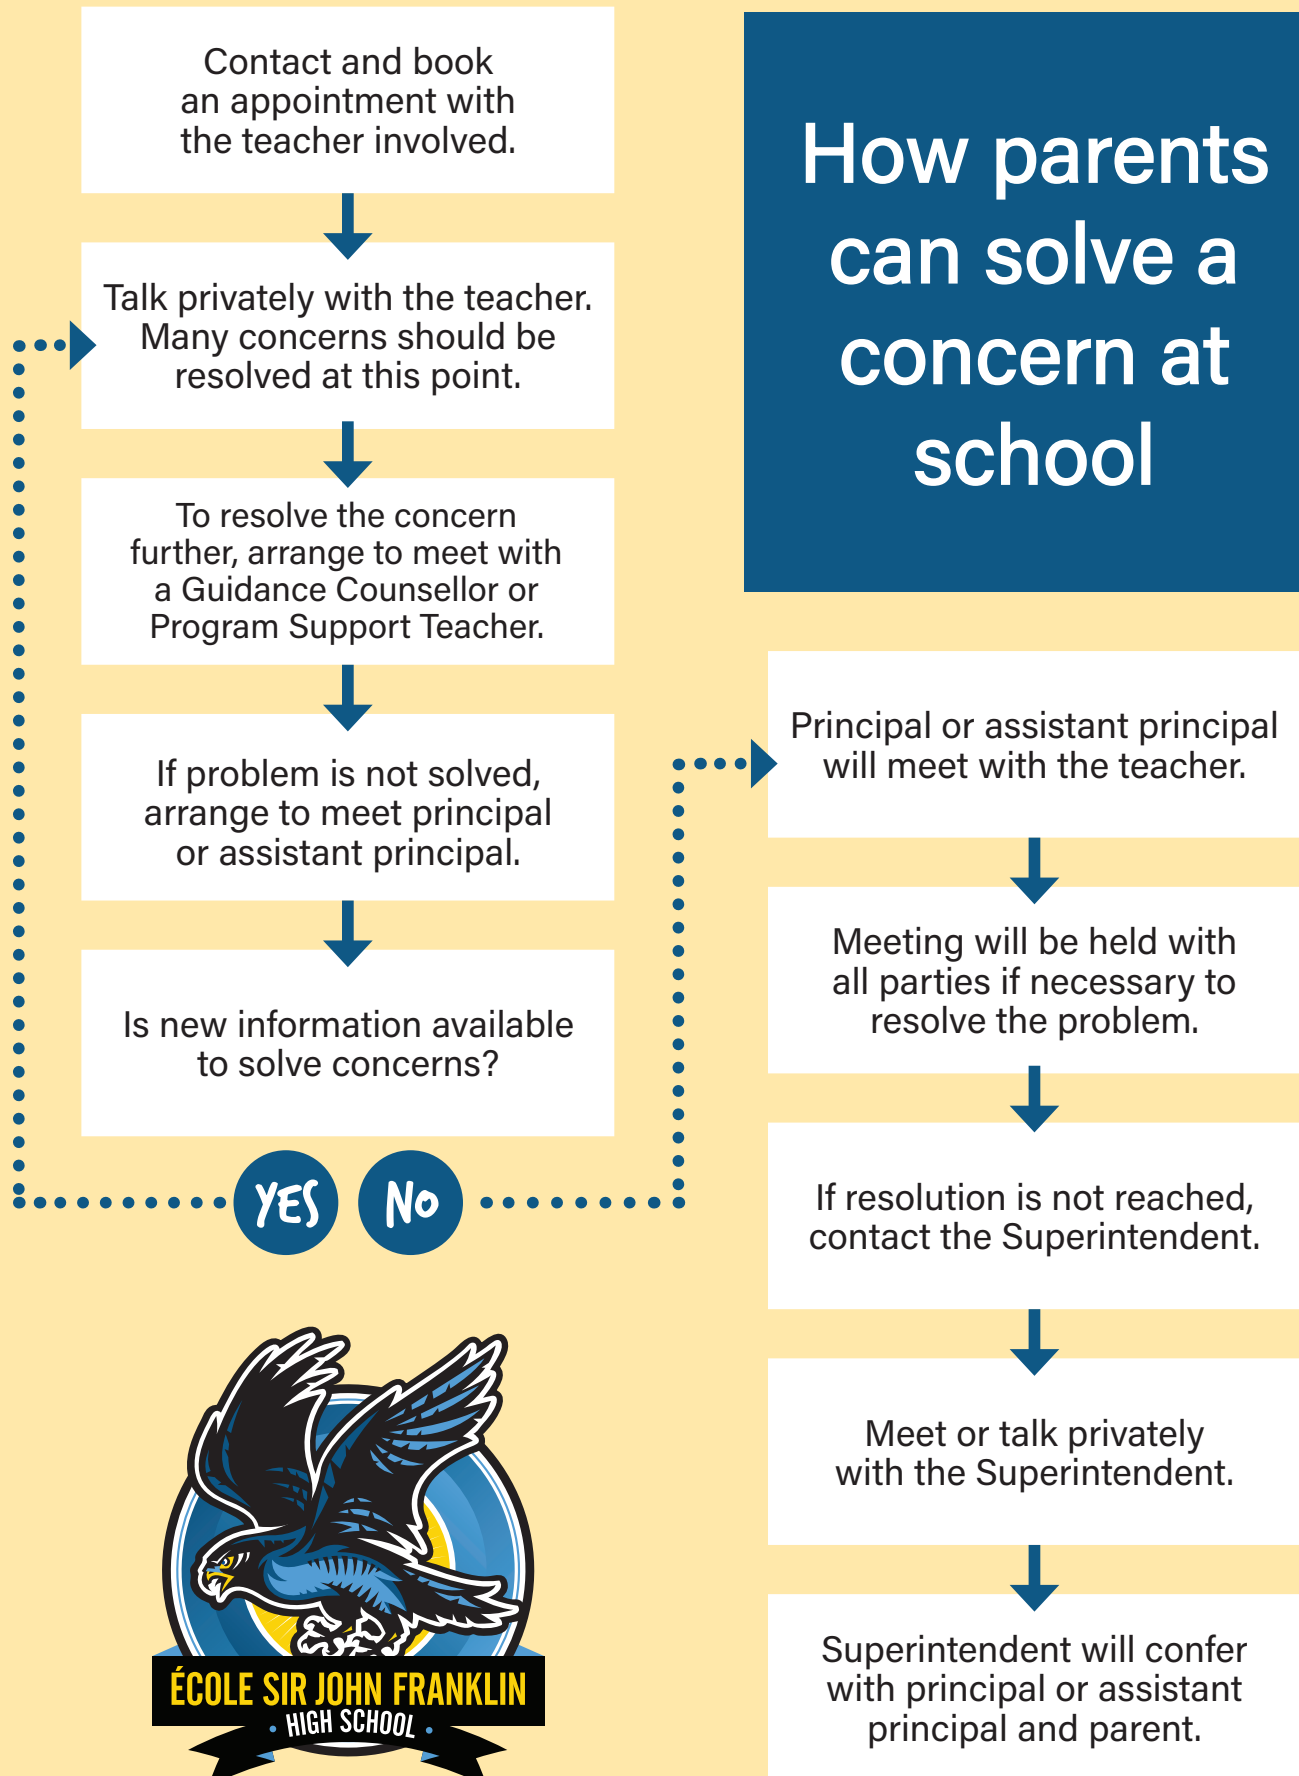 How parents
can solve a
concern at
school
Contact and book
an appointment with
the teacher involved.
Talk privately with the teacher.
Many concerns should be
resolved at this point.
To resolve the concern
further, arrange to meet with
a Guidance Counsellor or
Program Support Teacher.
If problem is not solved,
arrange to meet principal
or assistant principal.
Is new information available
to solve concerns?
YES
NO
Principal or assistant principal
will meet with the teacher.
Meeting will be held with
all parties if necessary to
resolve the problem.
If resolution is not reached,
contact the Superintendent.
Meet or talk privately
with the Superintendent.
Superintendent will confer
with principal or assistant
principal and parent.
ÉCOLE SIR JOHN FRANKLIN
• HIGH SCHOOL •